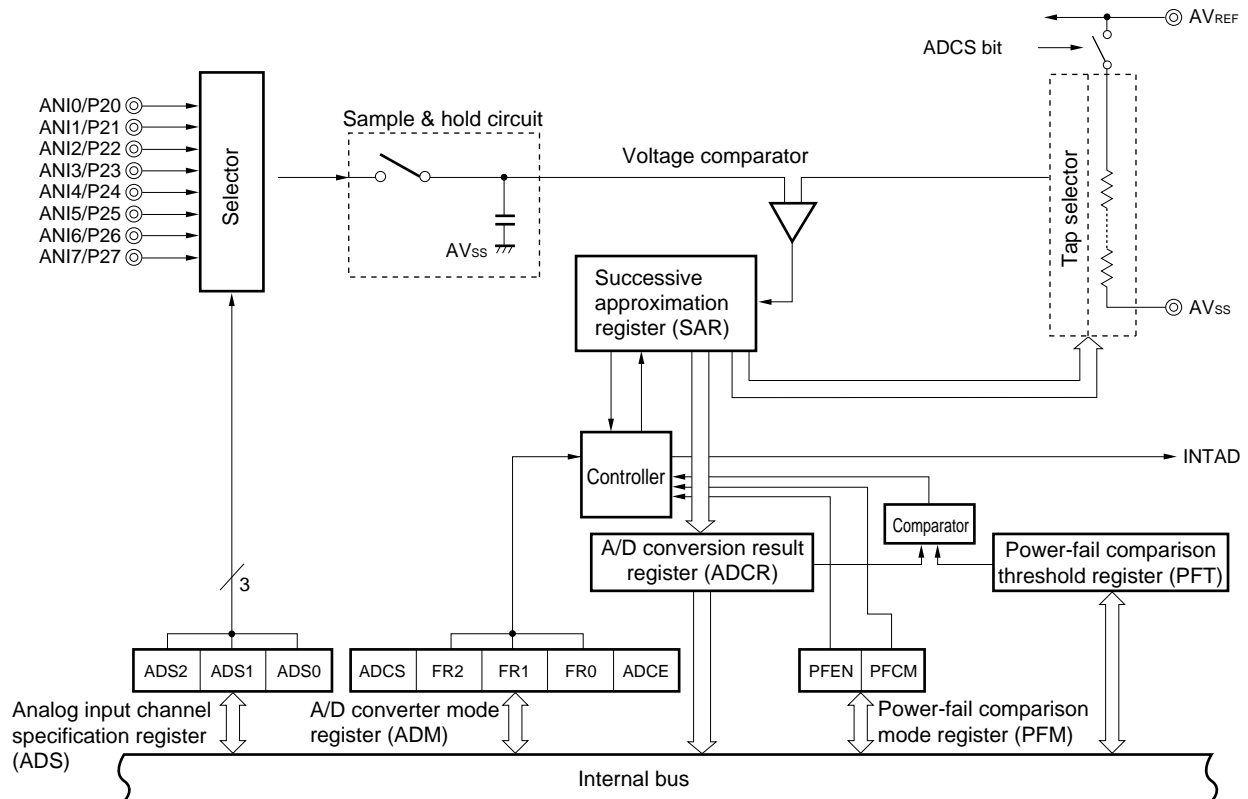 AVREF
ADCS bit
ANI0/P20
ANI1/P21
ANI2/P22
ANI3/P23
ANI4/P24
ANI5/P25
ANI6/P26
ANI7/P27
Selector
Sample & hold circuit
AVSS
Voltage comparator
Tap selector
AVSS
Successive
approximation
register (SAR)
Controller
INTAD
Comparator
A/D conversion result
register (ADCR)
Power-fail comparison
threshold register (PFT)
3
ADS2 ADS1 ADS0
ADCS FR2 FR1 FR0 ADCE
PFEN PFCM
Analog input channel
specification register
(ADS)
A/D converter mode
register (ADM)
Power-fail comparison
mode register (PFM)
Internal bus